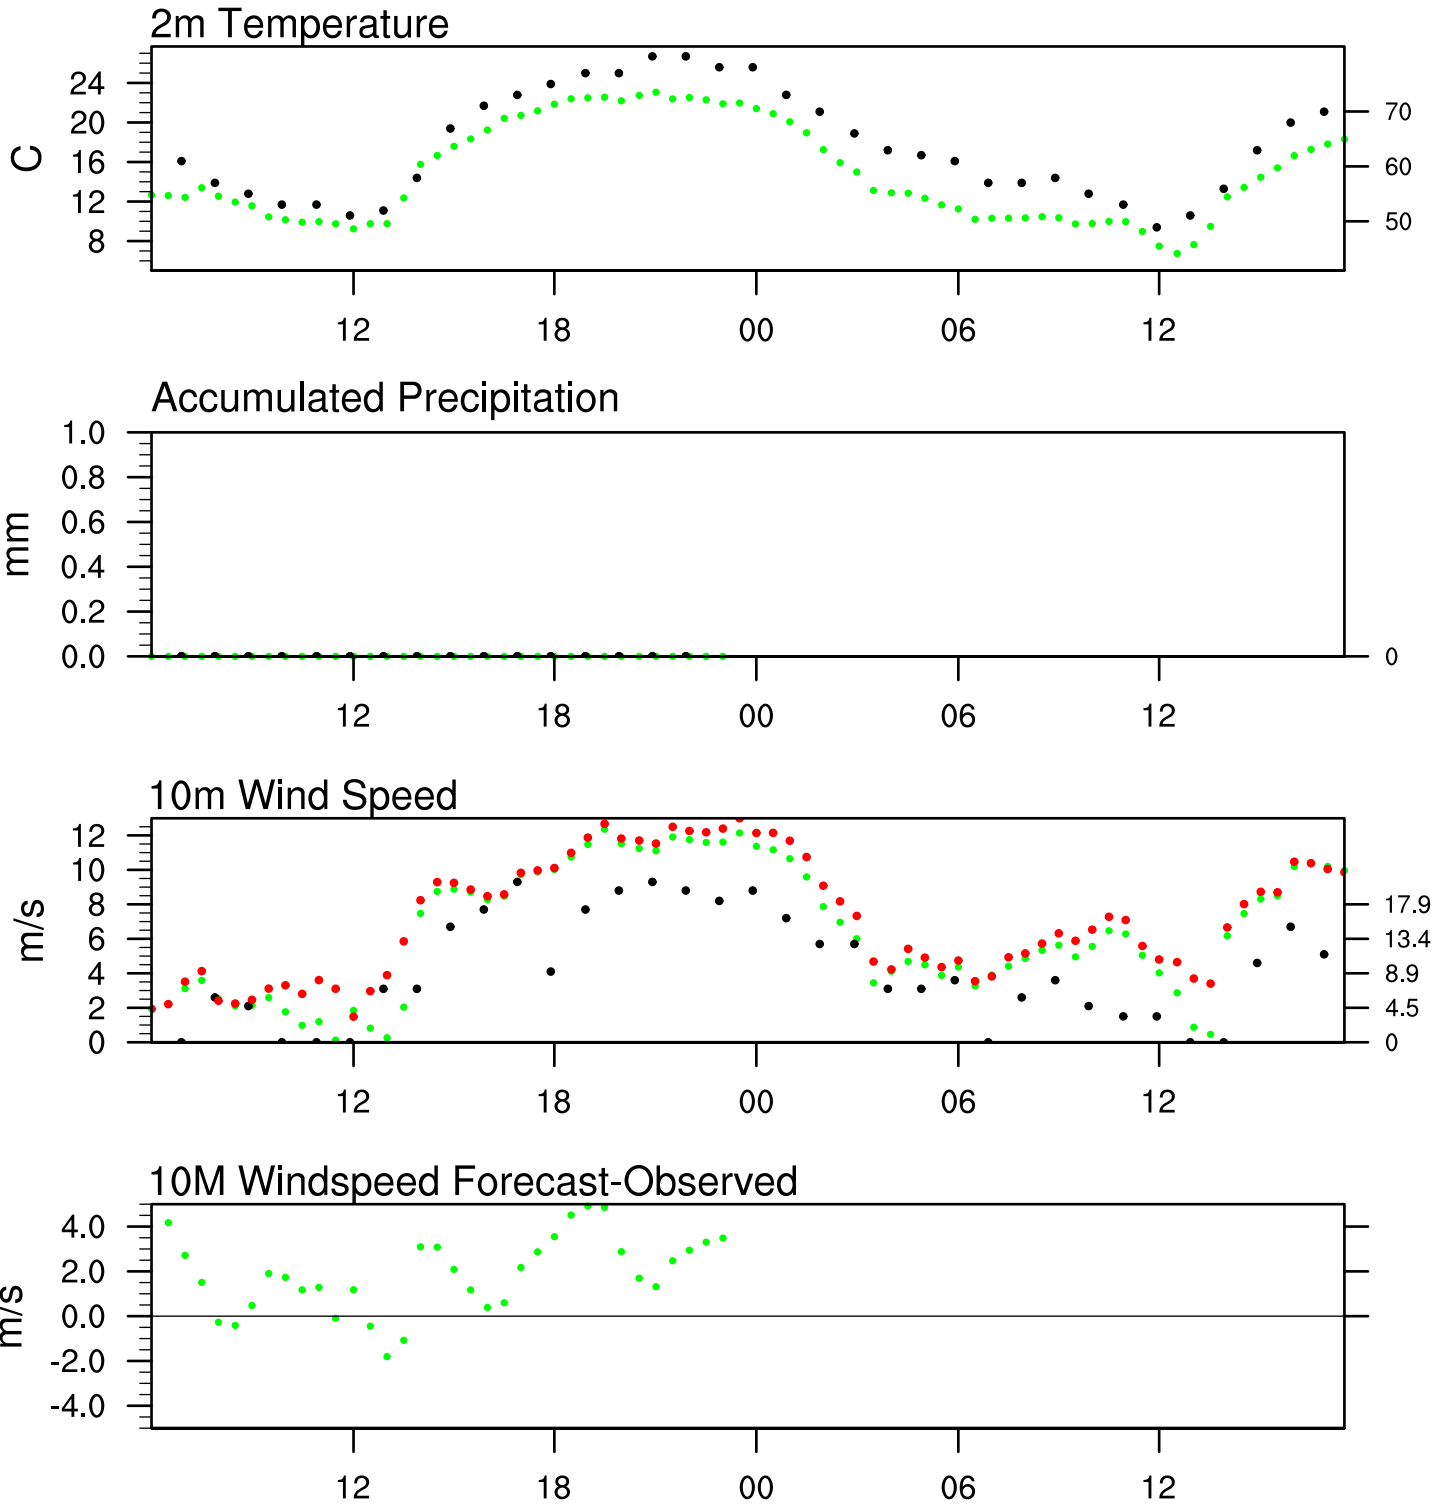 2m Temperature
24
20
16
12
8
C
70
60
50
12 18 00 06 12
Accumulated Precipitation
1.0
0.8
0.6
0.4
0.2
0.0
mm
0
12 18 00 06 12
10m Wind Speed
12
10
8
6
4
2
0
m/s
17.9
13.4
8.9
4.5
0
12 18 00 06 12
10M Windspeed Forecast-Observed
4.0
2.0
0.0
-2.0
-4.0
m/s
12 18 00 06 12